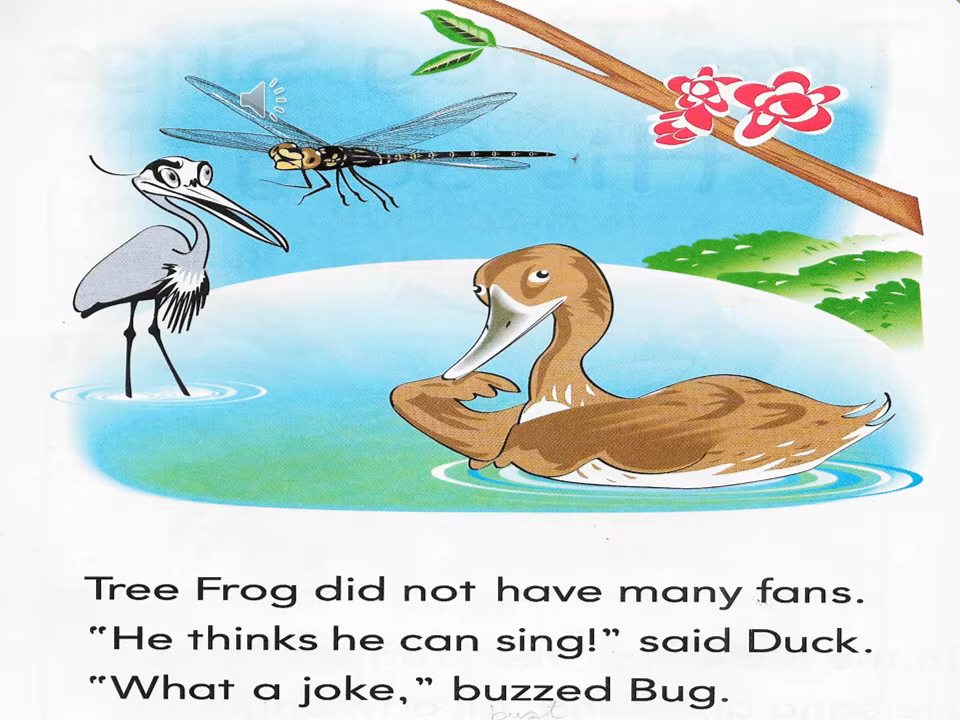 Tree Frog did not have many fans.
“He thinks he can sing!” said Duck.
“What a joke,” buzzed Bug.